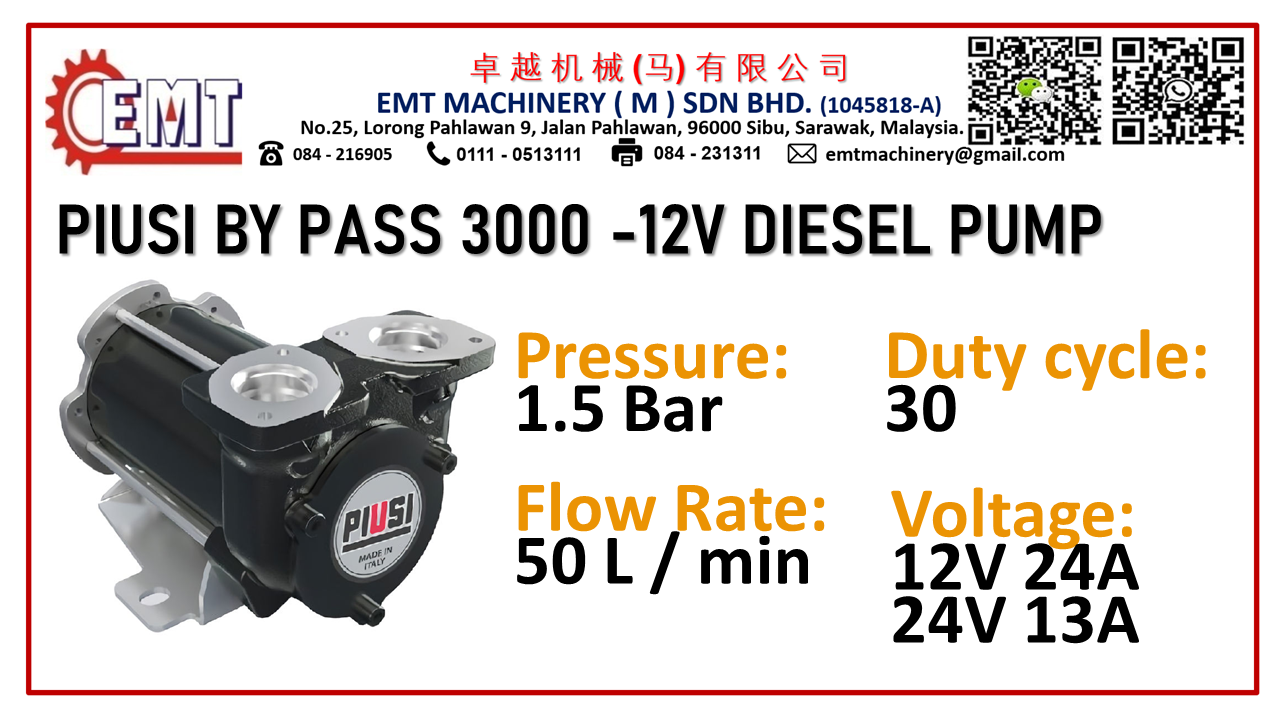 EMT
卓越机械(马)有限公司
EMT MACHINERY ( M ) SDN BHD. (1045818-A)
No.25, Lorong Pahlawan 9, Jalan Pahlawan, 96000 Sibu, Sarawak, Malaysia.
084 - 216905 0111 - 0513111 084 - 231311 emtmachinery@gmail.com
PIUSI BY PASS 3000 -12V DIESEL PUMP
Pressure:
1.5 Bar
Duty cycle:
30
Flow Rate:
50 L / min
Voltage:
12V 24A
24V 13A
PIUSI
MADE IN
ITALY